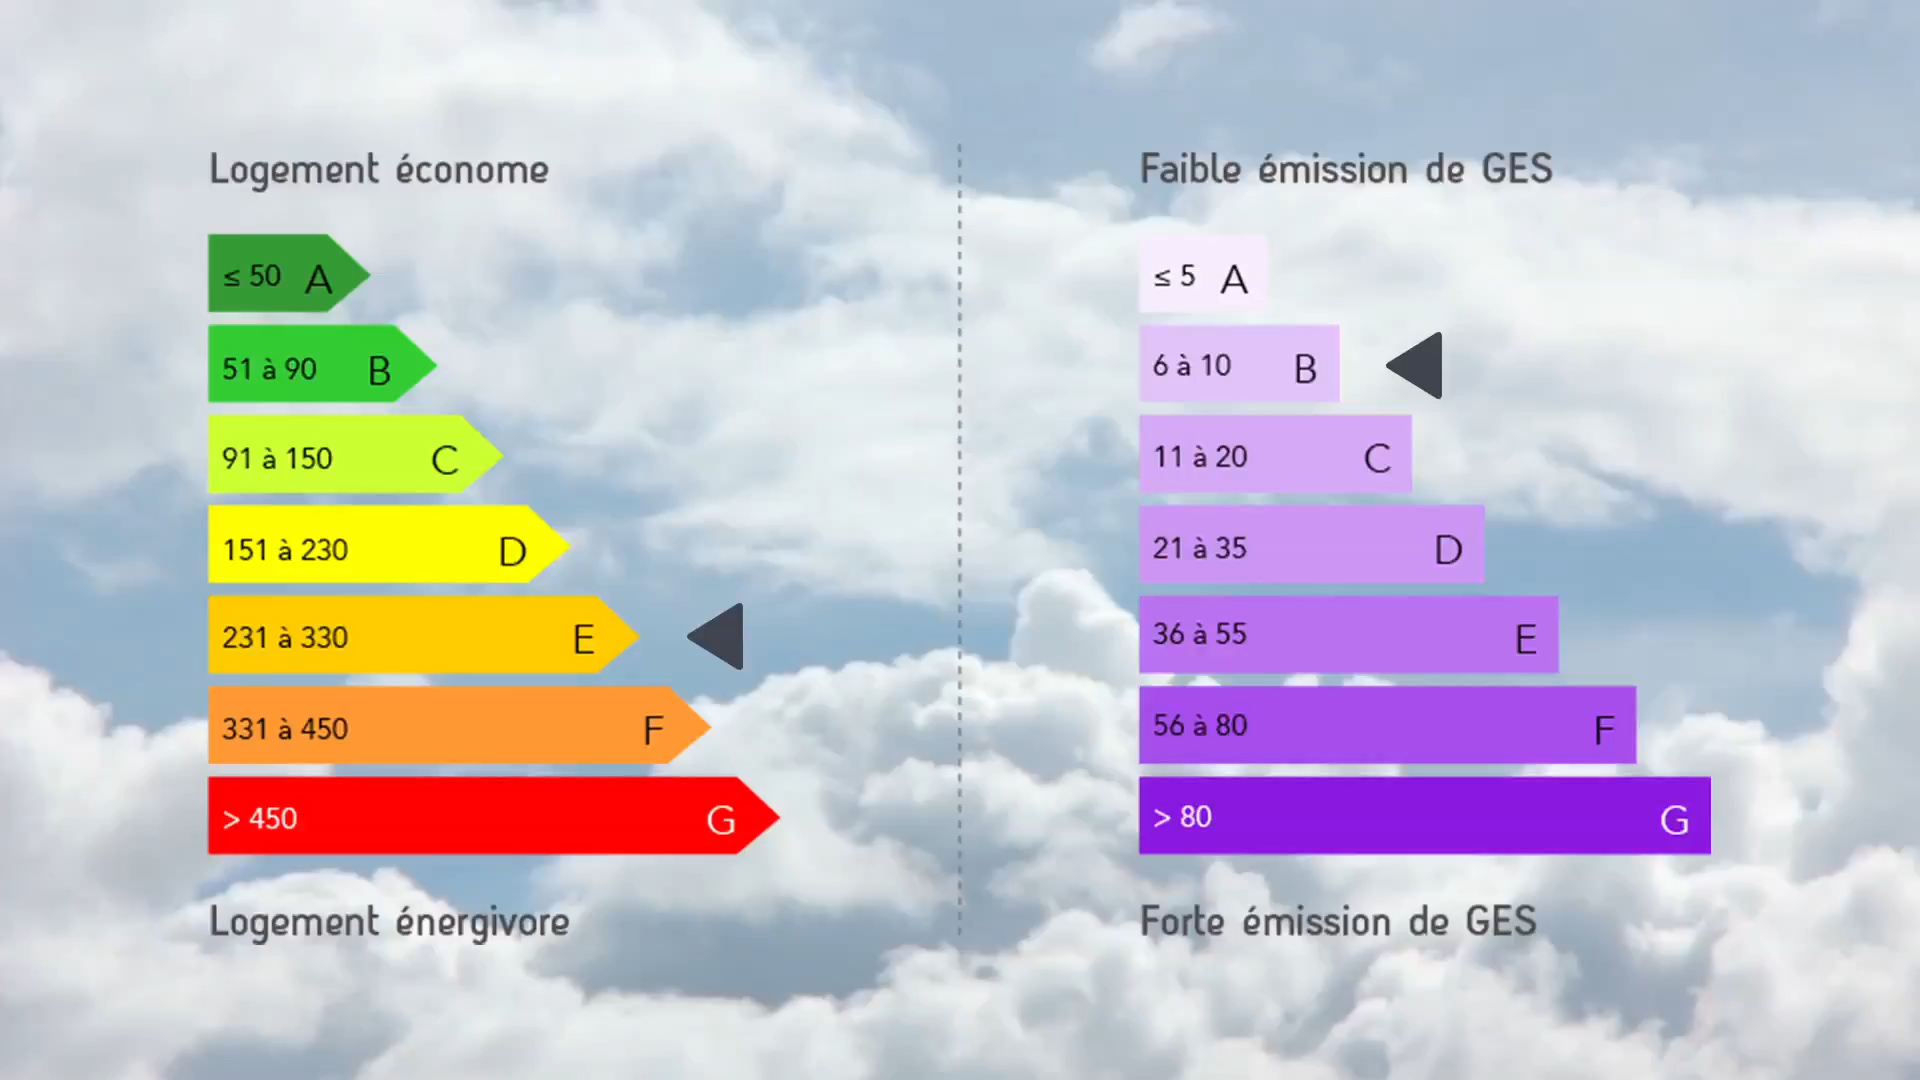 Logement économe
≤ 50 A
51 à 90 B
91 à 150 C
151 à 230 D
231 à 330 E
331 à 450 F
> 450 G
Logement énergivore
Faible émission de GES
≤ 5 A
6 à 10 B
11 à 20 C
21 à 35 D
36 à 55 E
56 à 80 F
> 80 G
Forte émission de GES